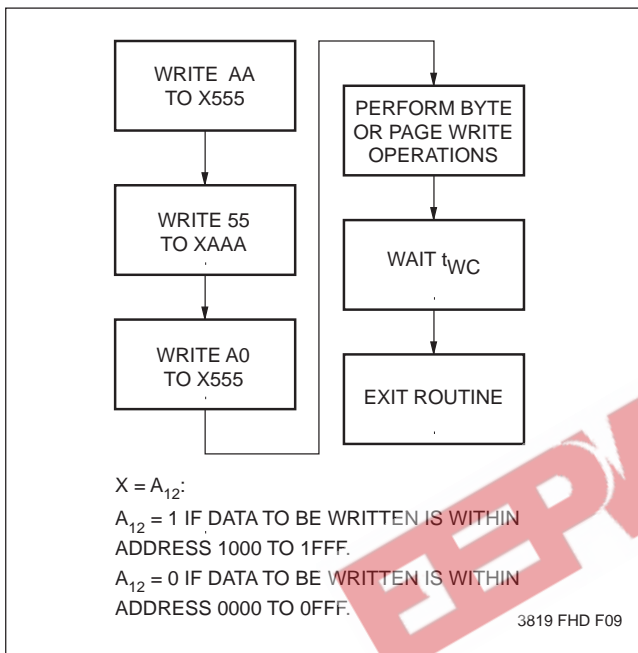 WRITE AA
TO X555
WRITE 55
TO XAAA
WRITE A0
TO X555
PERFORM BYTE
OR PAGE WRITE
OPERATIONS
WAIT tWC
EXIT ROUTINE
X = A12:
A12 = 1 IF DATA TO BE WRITTEN IS WITHIN
ADDRESS 1000 TO 1FFF.
A12 = 0 IF DATA TO BE WRITTEN IS WITHIN
ADDRESS 0000 TO 0FFF.
3819 FHD F09